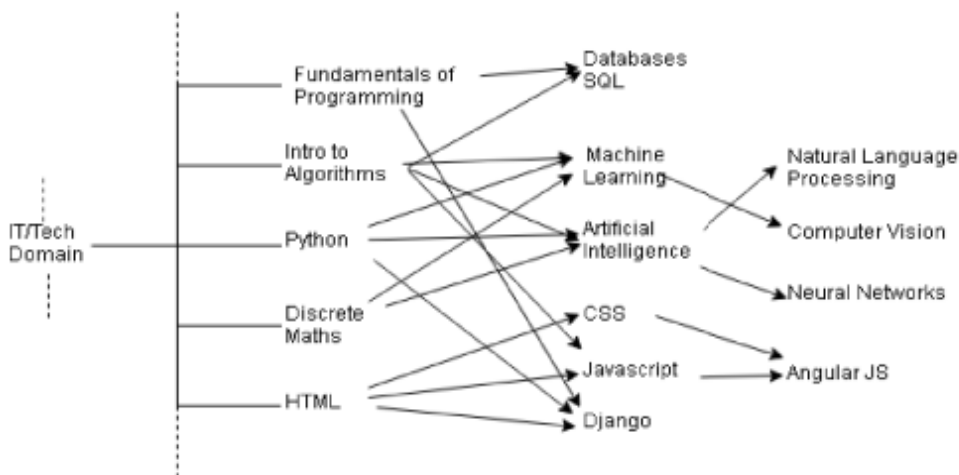 IT/Tech
Domain
Fundamentals of
Programming
Intro to
Algorithms
Python
Discrete
Maths
HTML
Databases
SQL
Machine
Learning
Artificial
Intelligence
CSS
Javascript
Django
Natural Language
Processing
Computer Vision
Neural Networks
Angular JS